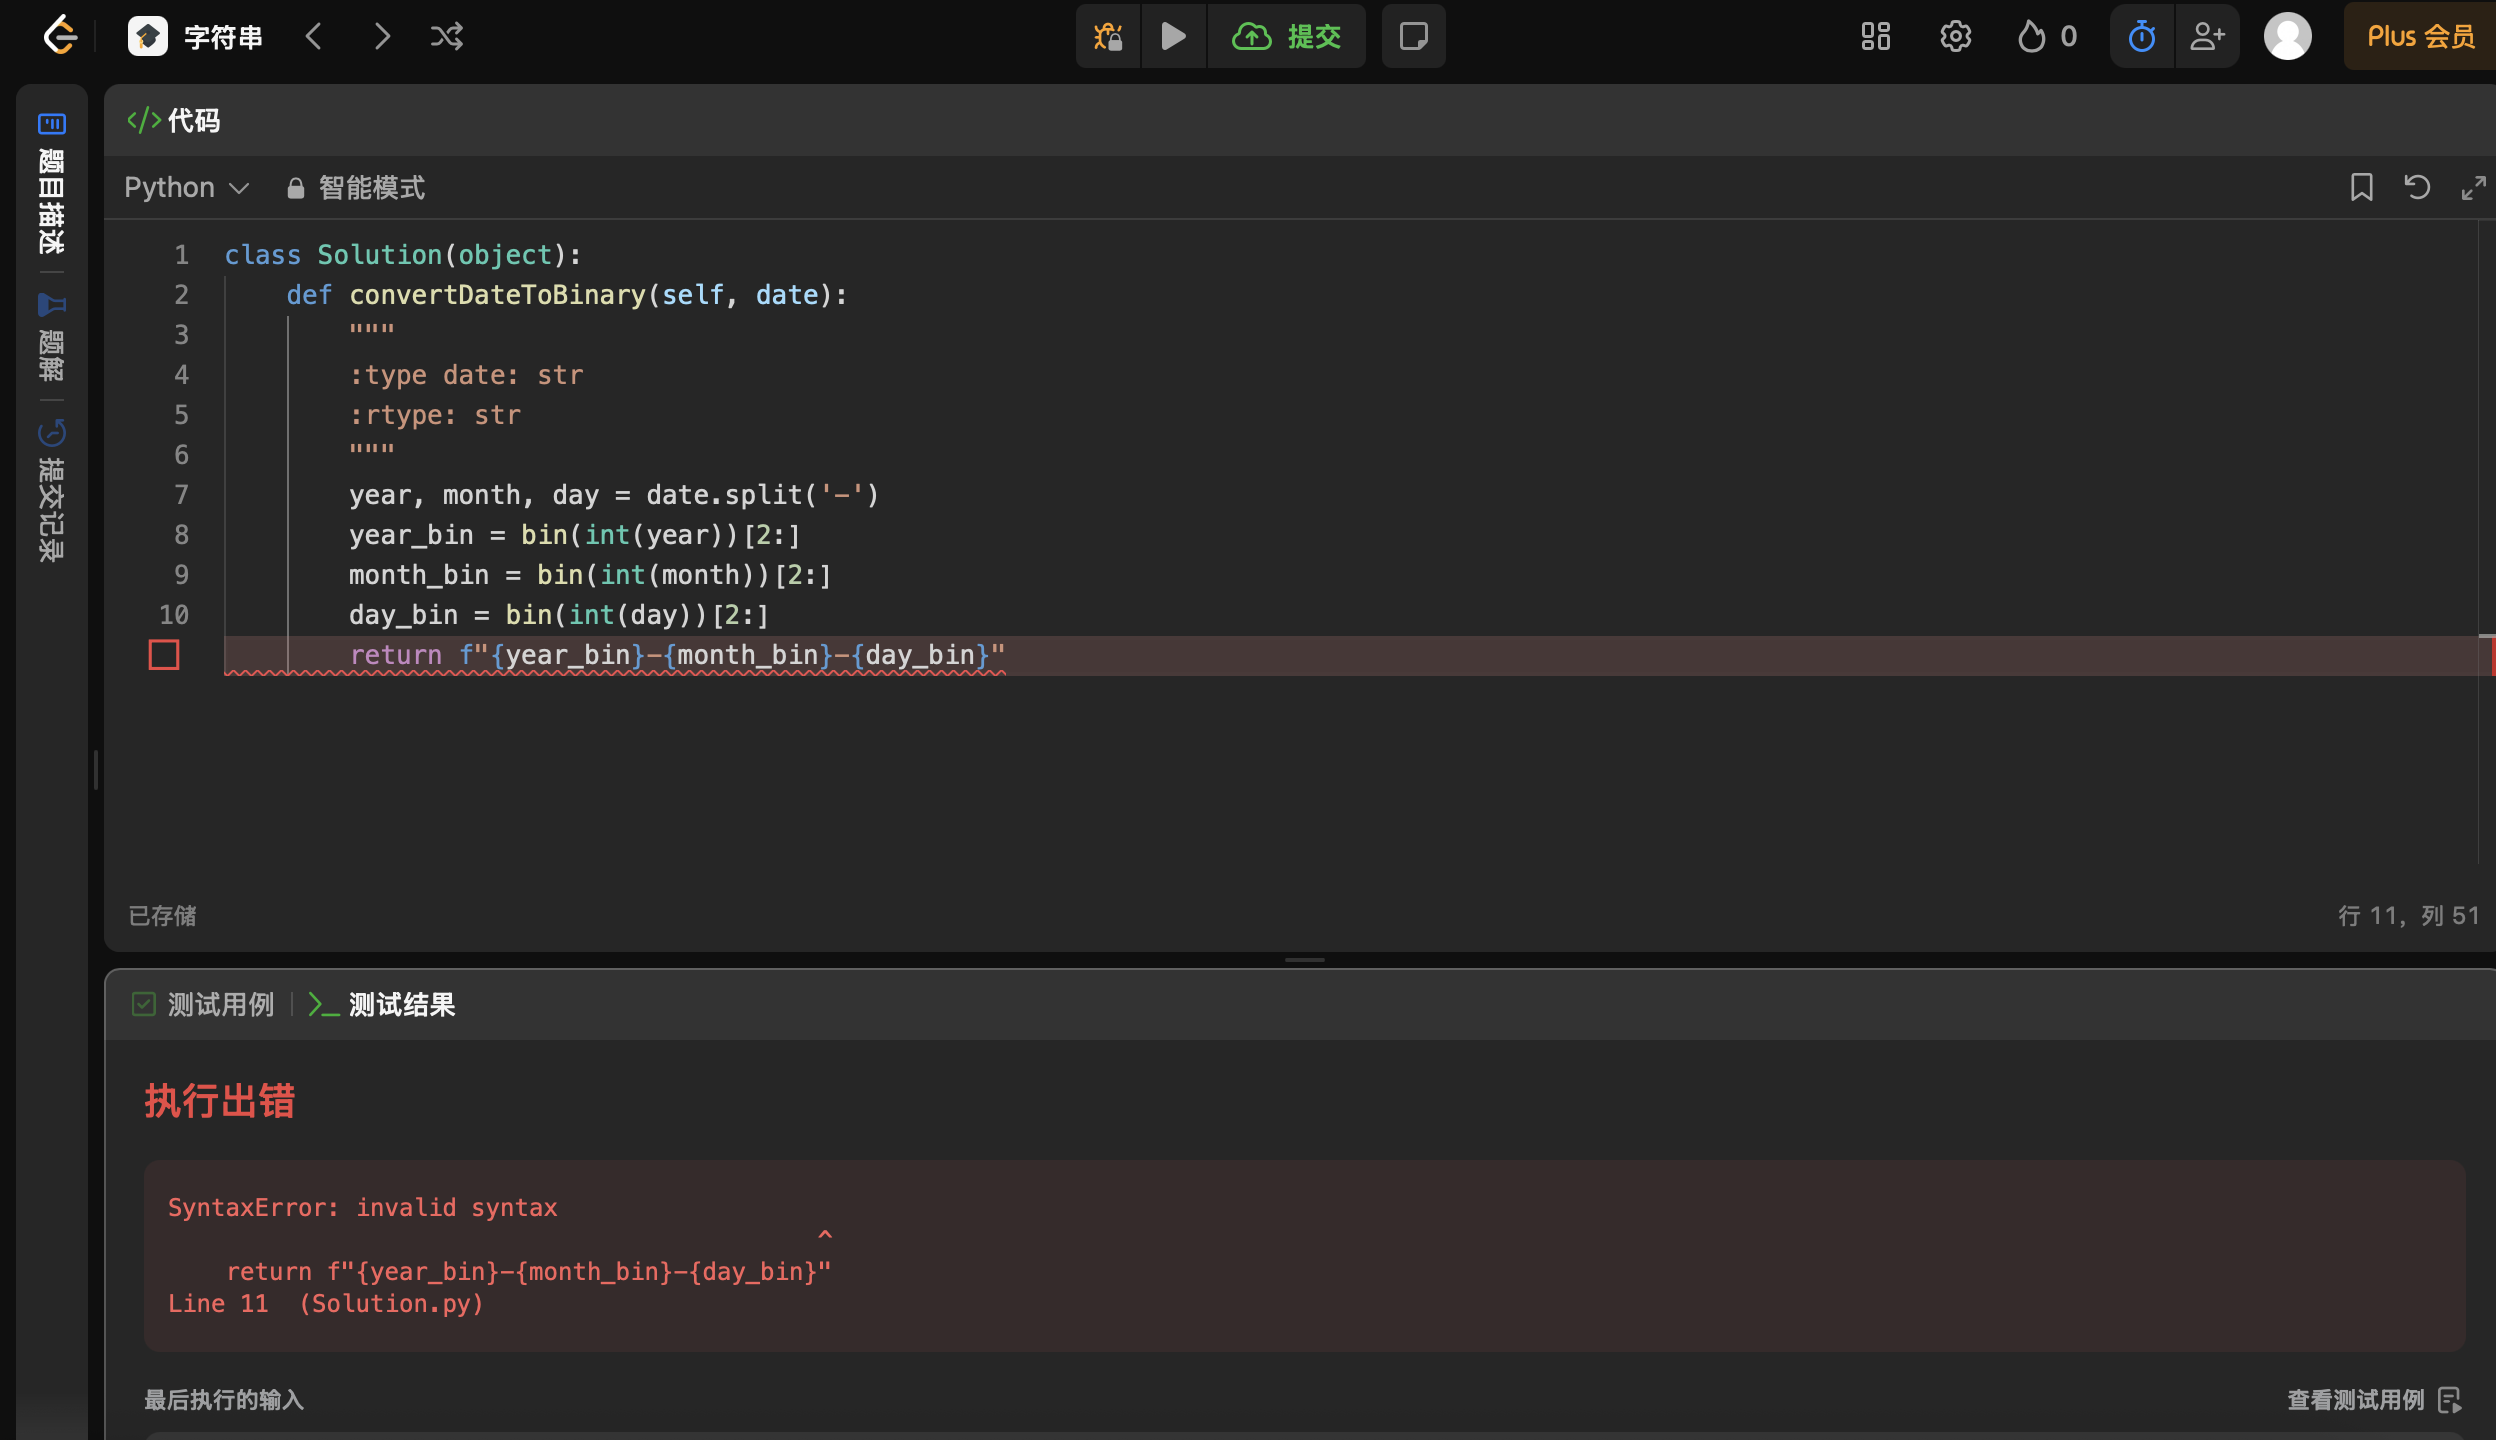 字符串
提交
0
Plus 会员
题目描述
题解
提交记录
代码
Python
智能模式
1 class Solution(object):
2 def convertDateToBinary(self, date):
3 """
4 :type date: str
5 :rtype: str
6 """
7 year, month, day = date.split('-')
8 year_bin = bin(int(year))[2:]
9 month_bin = bin(int(month))[2:]
10 day_bin = bin(int(day))[2:]
return f"{year_bin}-{month_bin}-{day_bin}"
已存储
行 11, 列 51
测试用例
测试结果
执行出错
SyntaxError: invalid syntax
^
return f"{year_bin}-{month_bin}-{day_bin}"
Line 11 (Solution.py)
最后执行的输入
查看测试用例